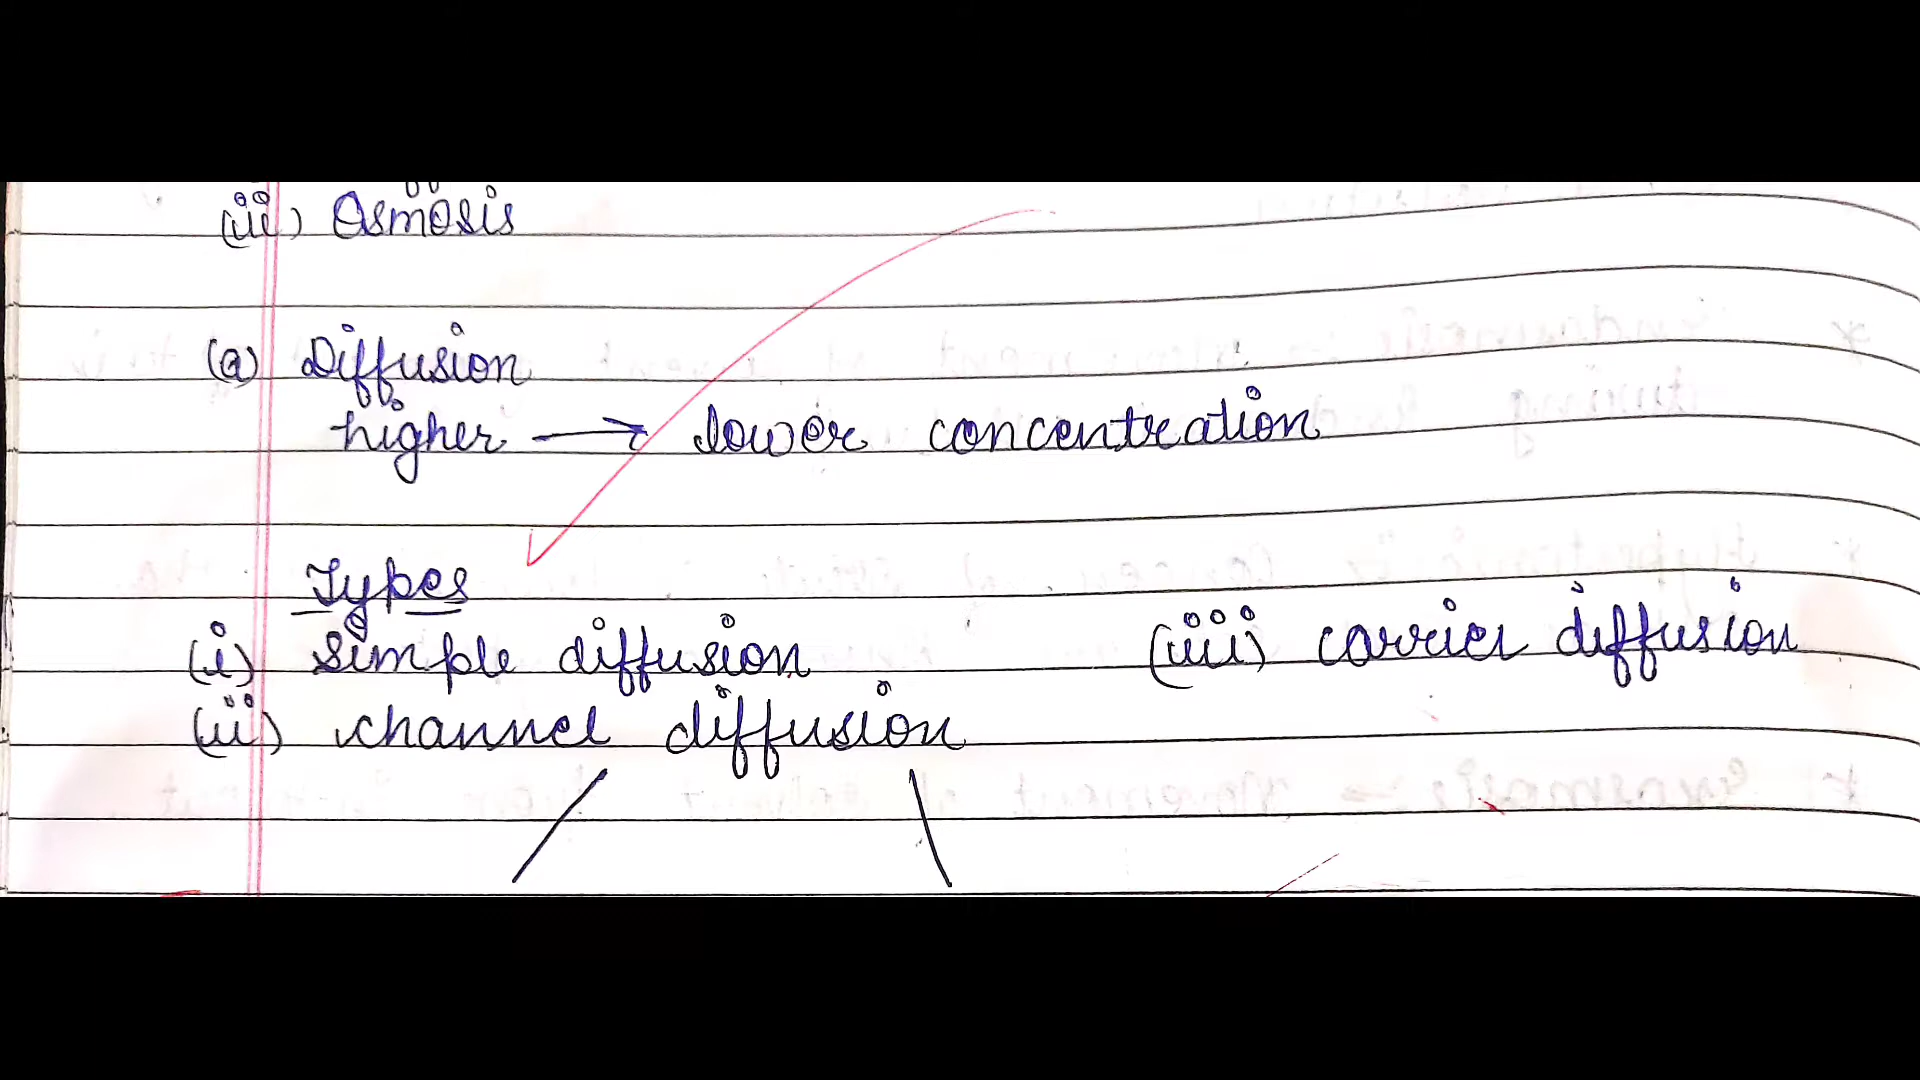 (ii) Osmosis
(a) Diffusion
higher → lower concentration
Types
(i) simple diffusion
(iii) carrier diffusion
(ii) channel diffusion